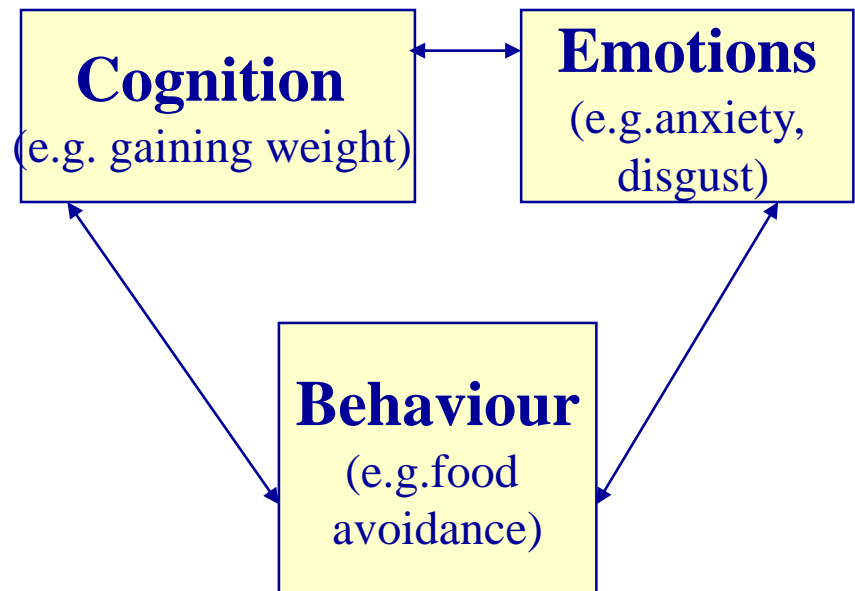 Cognition
(e.g. gaining weight)
Emotions
(e.g.anxiety,
disgust)
Behaviour
(e.g.food
avoidance)